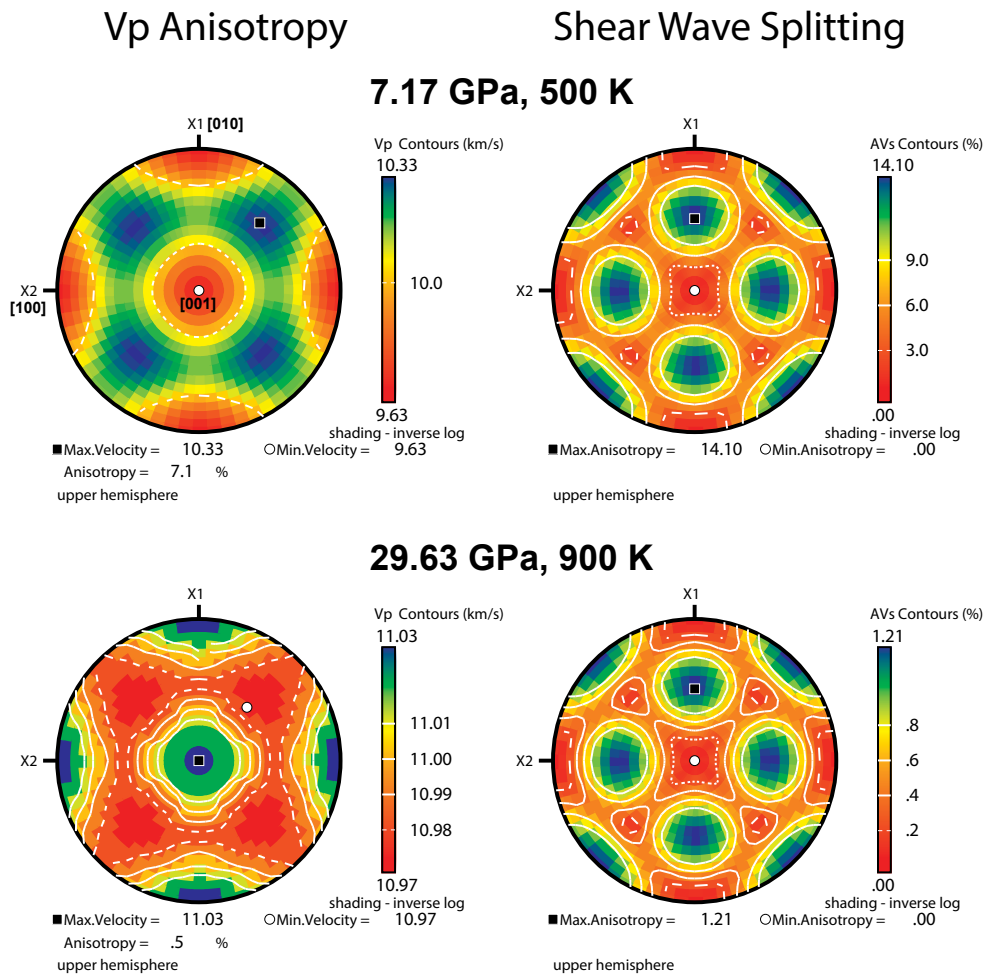 Vp Anisotropy
Shear Wave Splitting
7.17 GPa, 500 K
X1 [010]
Vp Contours (km/s)
10.33
10.0
9.63
shading - inverse log
X2
[100]
[001]
■Max.Velocity = 10.33 ○Min.Velocity = 9.63
Anisotropy = 7.1 %
upper hemisphere
X1
AVs Contours (%)
14.10
9.0
6.0
3.0
.00
shading - inverse log
X2
■Max.Anisotropy = 14.10 ○Min.Anisotropy = .00
upper hemisphere
29.63 GPa, 900 K
X1
Vp Contours (km/s)
11.03
11.01
11.00
10.99
10.98
10.97
shading - inverse log
X2
■Max.Velocity = 11.03 ○Min.Velocity = 10.97
Anisotropy = .5 %
upper hemisphere
X1
AVs Contours (%)
1.21
.8
.6
.4
.2
.00
shading - inverse log
X2
■Max.Anisotropy = 1.21 ○Min.Anisotropy = .00
upper hemisphere